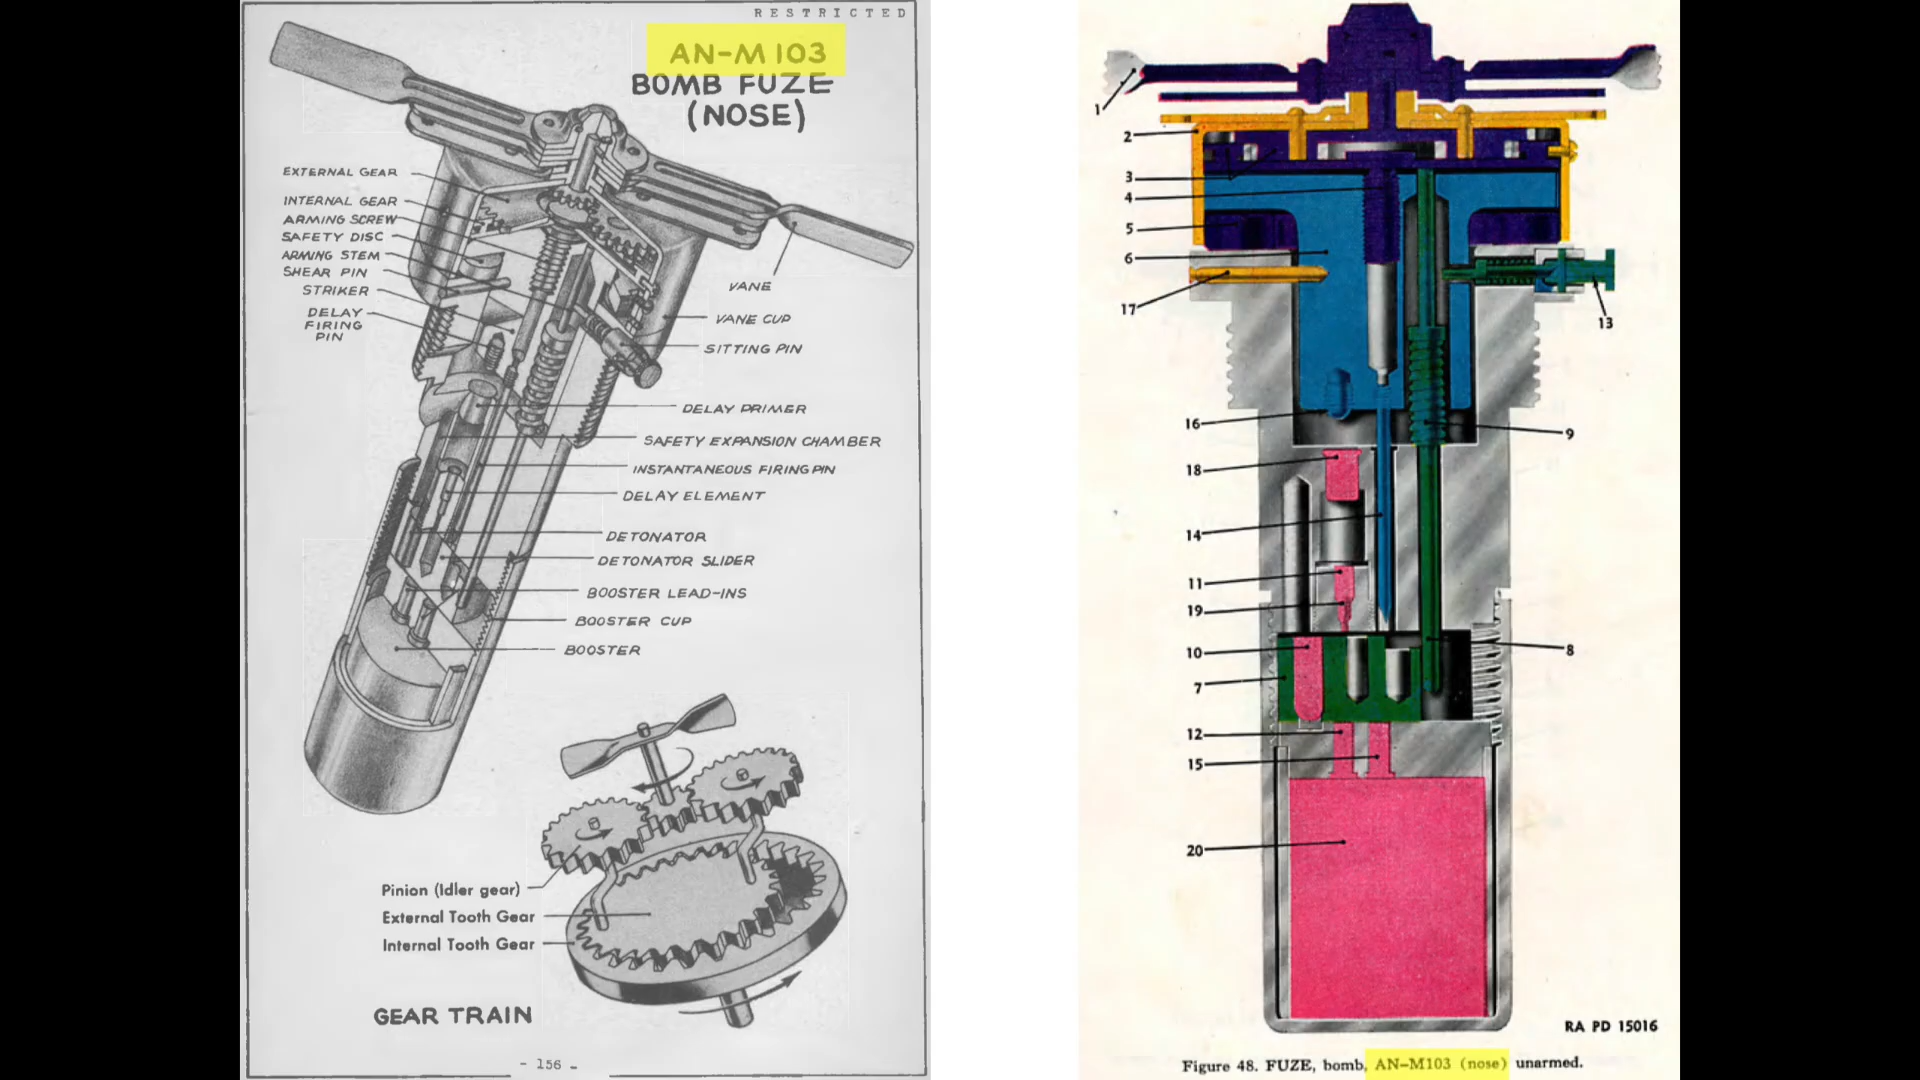 RESTRICTED
AN-M103
BOMB FUZE
(NOSE)
EXTERNAL GEAR
INTERNAL GEAR
ARMING SCREW
SAFETY DISC
ARMING STEM
SHEAR PIN
STRIKER
DELAY
FIRING
PIN
VANE
VANE CUP
SITTING PIN
DELAY PRIMER
SAFETY EXPANSION CHAMBER
INSTANTANEOUS FIRING PIN
DELAY ELEMENT
DETONATOR
DETONATOR SLIDER
BOOSTER LEAD-INS
BOOSTER CUP
BOOSTER
Pinion (Idler gear)
External Tooth Gear
Internal Tooth Gear
GEAR TRAIN
- 156 -
1
2
3
4
5
6
17
13
16
9
18
14
11
19
10
8
7
12
15
20
RA PD 15016
Figure 48. FUZE, bomb, AN-M103 (nose) unarmed.